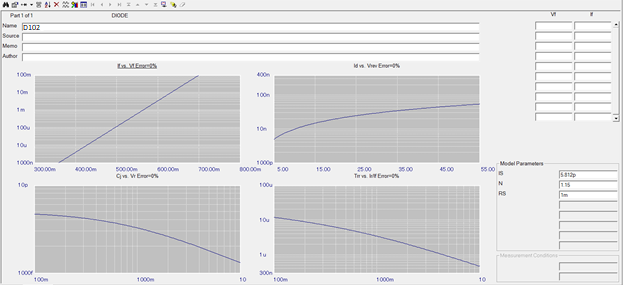 Part 1 of 1 DIODE
Name D102
Source
Memo
Author
Vf If
If vs. Vf Error=0%
100m
10m
1m
100u
10u
1000n
300.00m 400.00m 500.00m 600.00m 700.00m 800.00m
Id vs. Vrev Error=0%
400n
100n
10n
1000p
5.00 15.00 25.00 35.00 45.00 55.00
Cj vs. Vr Error=0%
10p
1000f
100m 1000m 10
Trr vs. Ir/If Error=0%
100u
10u
1u
300n
100m 1000m 10
Model Parameters
IS 5.812p
N 1.15
RS 1m
Measurement Conditions